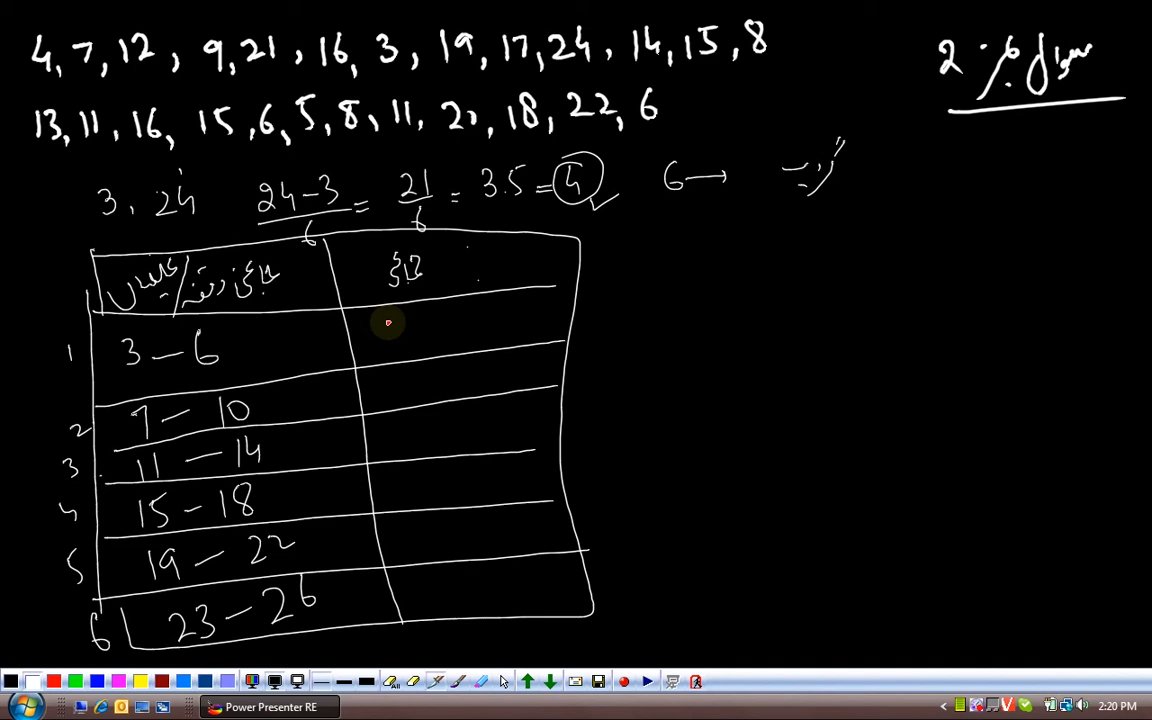 4, 7, 12, 9, 21, 16, 3, 19, 17, 24, 14, 15, 8
سوال نمبر 2
13, 11, 16, 15, 6, 5, 8, 11, 20, 18, 22, 6
3, 24 24-3/6 = 21/6 = 3.5 = 4 6 →
3 - 6
1
7 - 10
2
11 - 14
3
15 - 18
4
19 - 22
5
23 - 26
6
Power Presenter RE
2:20 PM